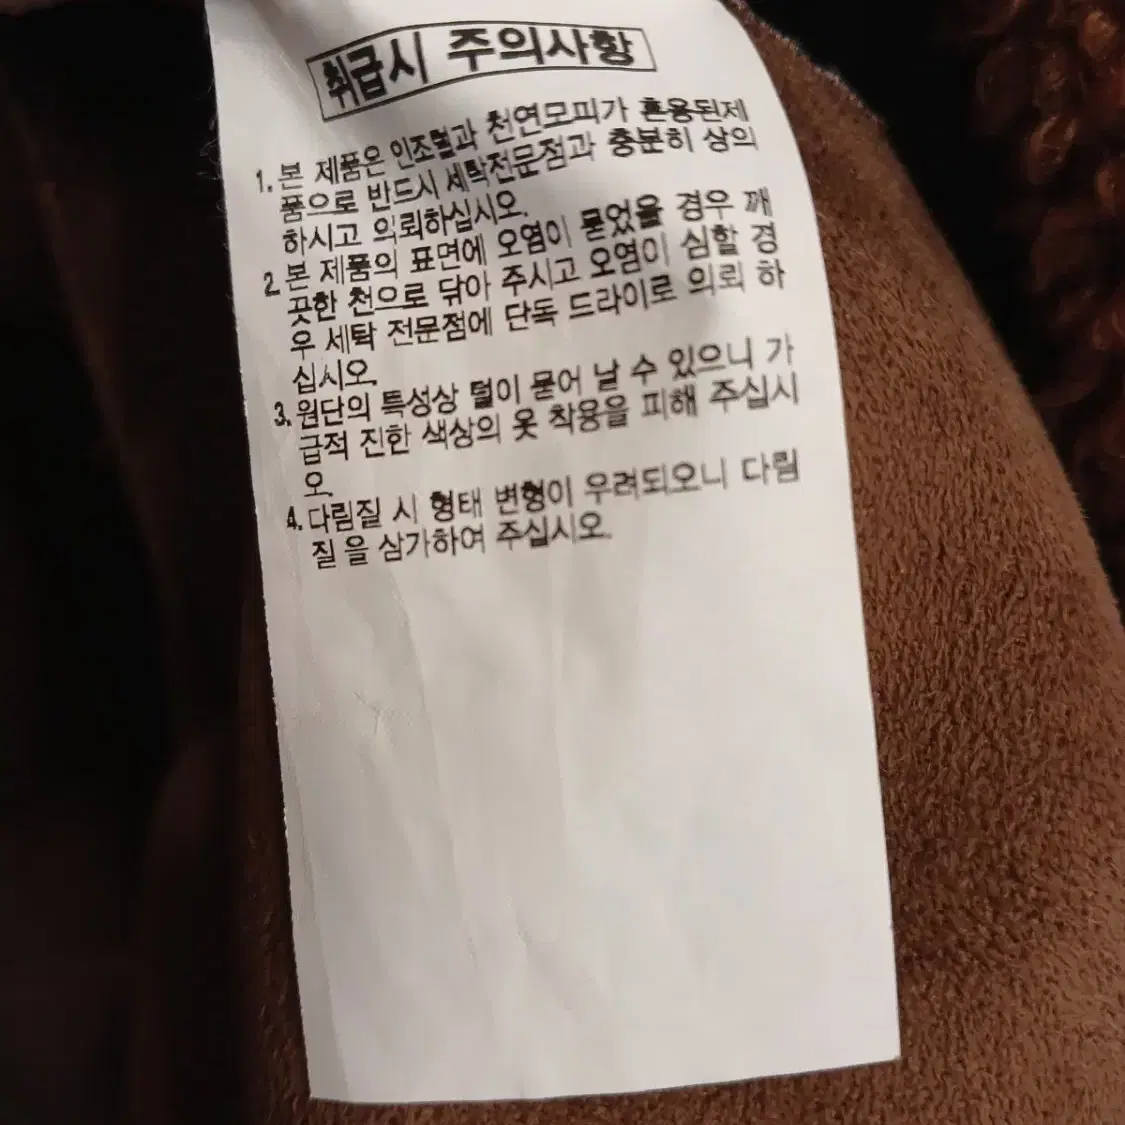 취급시 주의사항
1. 본 제품은 인조털과 천연모피가 혼용된제
품으로 반드시 세탁전문점과 충분히 상의
하시고 의뢰하십시오.
2. 본 제품의 표면에 오염이 묻었을 경우 깨
끗한 천으로 닦아 주시고 오염이 심할 경
우 세탁 전문점에 단독 드라이로 의뢰 하
십시오.
3. 원단의 특성상 털이 묻어 날 수 있으니 가
급적 진한 색상의 옷 착용을 피해 주십시
오.
4. 다림질 시 형태 변형이 우려되오니 다림
질 을 삼가하여 주십시오.